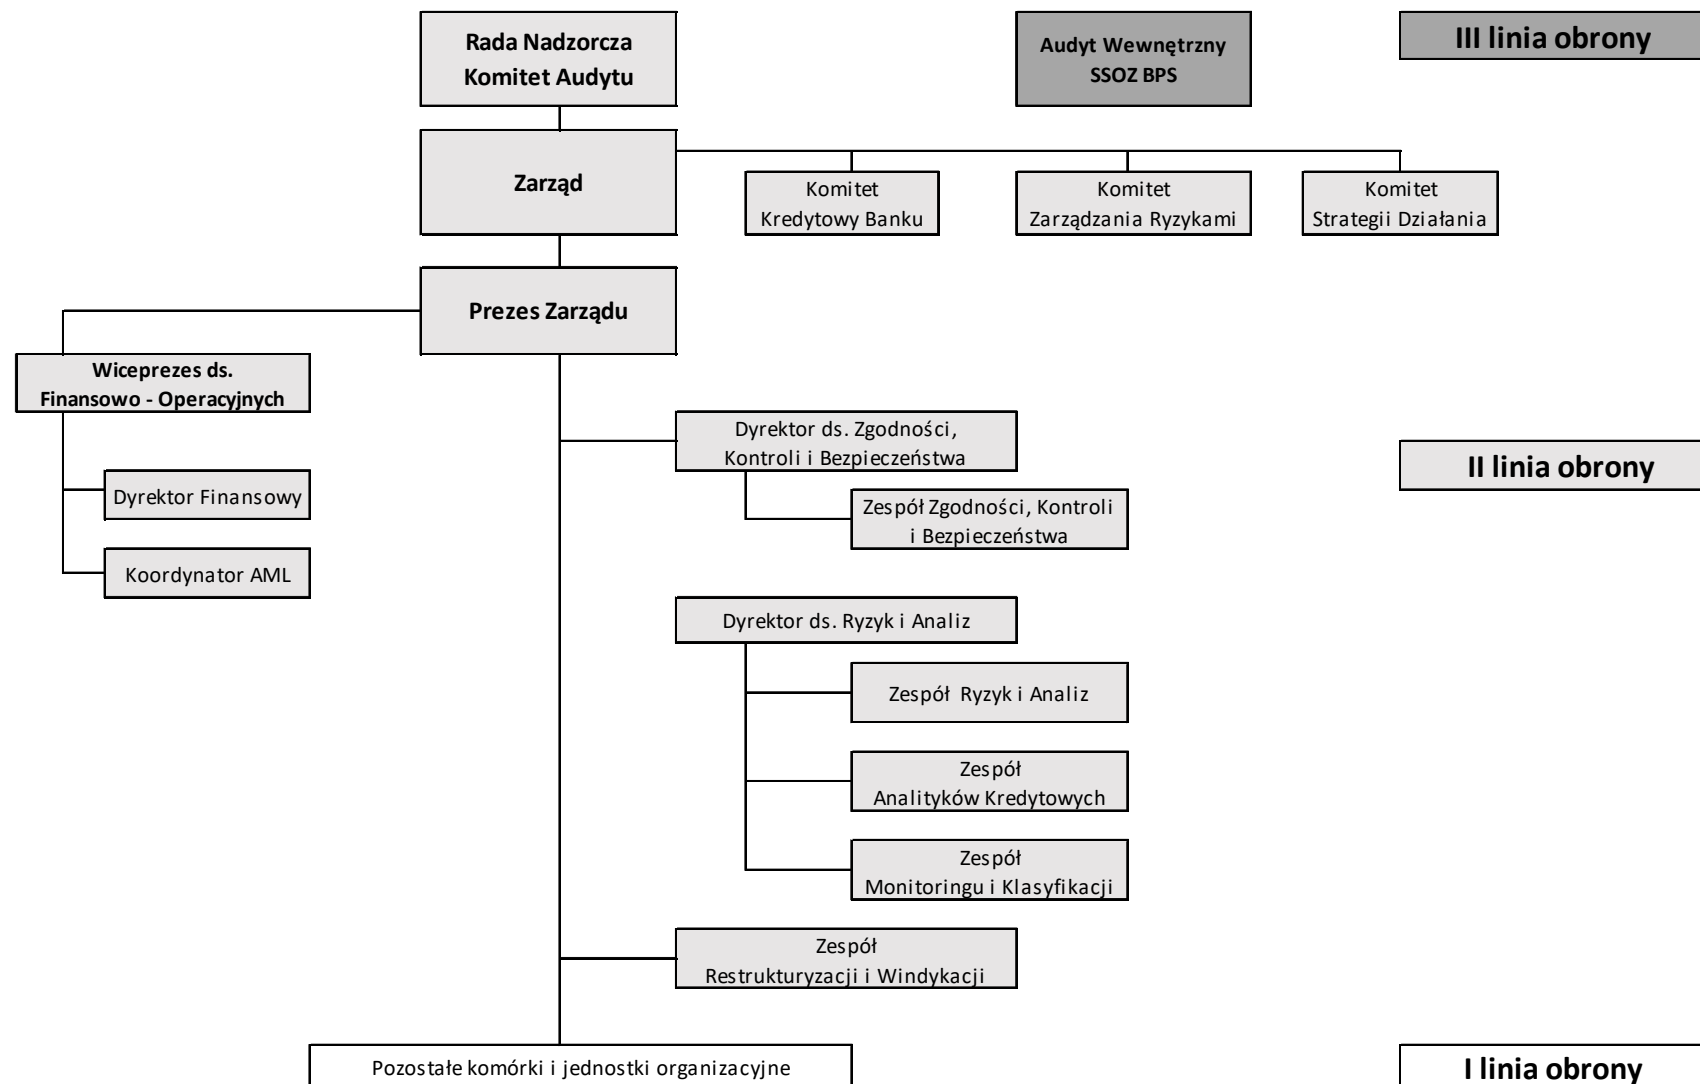 Rada Nadzorcza
Komitet Audytu
Audyt Wewnętrzny
SSOZ BPS
III linia obrony
Zarząd
Komitet
Kredytowy Banku
Komitet
Zarządzania Ryzykami
Komitet
Strategii Działania
Prezes Zarządu
Wiceprezes ds.
Finansowo - Operacyjnych
Dyrektor Finansowy
Koordynator AML
Dyrektor ds. Zgodności,
Kontroli i Bezpieczeństwa
Zespół Zgodności, Kontroli
i Bezpieczeństwa
II linia obrony
Dyrektor ds. Ryzyk i Analiz
Zespół Ryzyk i Analiz
Zespół
Analityków Kredytowych
Zespół
Monitoringu i Klasyfikacji
Zespół
Restrukturyzacji i Windykacji
Pozostałe komórki i jednostki organizacyjne
I linia obrony